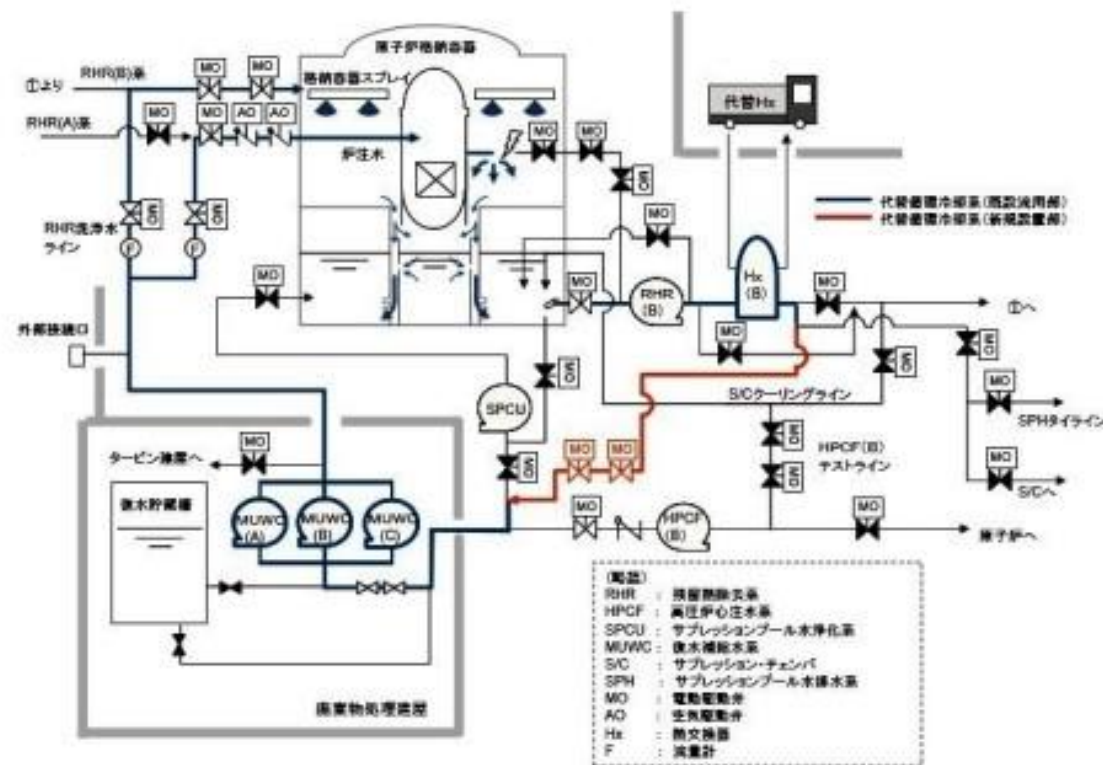 原子炉格納容器
①より
RHR(B)系
MO
MO
格納容器スプレイ
代替Hx
RHR(A)系
MO
MO
AO
AO
MO
MO
炉注水
MO
代替循環冷却系(既設流用部)
代替循環冷却系(新規設置部)
MO
MO
RHR洗浄水
ライン
F
F
MO
MO
MO
RHR
(B)
Hx
(B)
MO
①へ
外部接続口
MO
MO
MO
MO
SPCU
S/Cクーリングライン
MO
SPHタイライン
タービン建屋へ
MO
MO
MO
MO
MO
HPCF(B)
テストライン
MO
MO
S/Cへ
復水貯蔵槽
MUWC
(A)
MUWC
(B)
MUWC
(C)
MO
HPCF
(B)
MO
原子炉へ
(略語)
RHR : 残留熱除去系
HPCF : 高圧炉心注水系
SPCU : サプレッションプール水浄化系
MUWC : 復水補給水系
S/C : サプレッション・チェンバ
SPH : サプレッションプール水排水系
MO : 電動駆動弁
AO : 空気駆動弁
Hx : 熱交換器
F : 流量計
廃棄物処理建屋